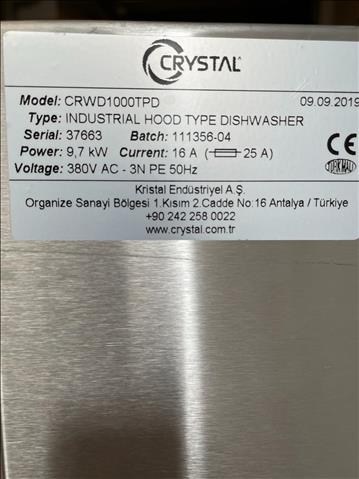 CRYSTAL®
Model: CRWD1000TPD 09.09.2019
Type: INDUSTRIAL HOOD TYPE DISHWASHER
Serial: 37663 Batch: 111356-04
Power: 9,7 kW Current: 16 A ( 25 A)
Voltage: 380V AC - 3N PE 50Hz
CE
TÜRK MALI
Kristal Endüstriyel A.Ş.
Organize Sanayi Bölgesi 1.Kısım 2.Cadde No:16 Antalya / Türkiye
+90 242 258 0022
www.crystal.com.tr